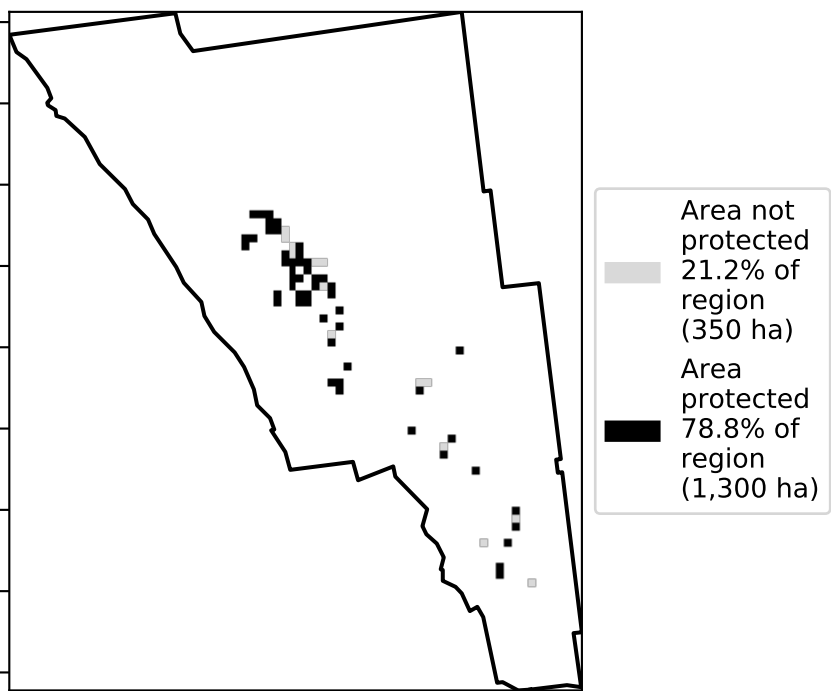 Area not
protected
21.2% of
region
(350 ha)
Area
protected
78.8% of
region
(1,300 ha)